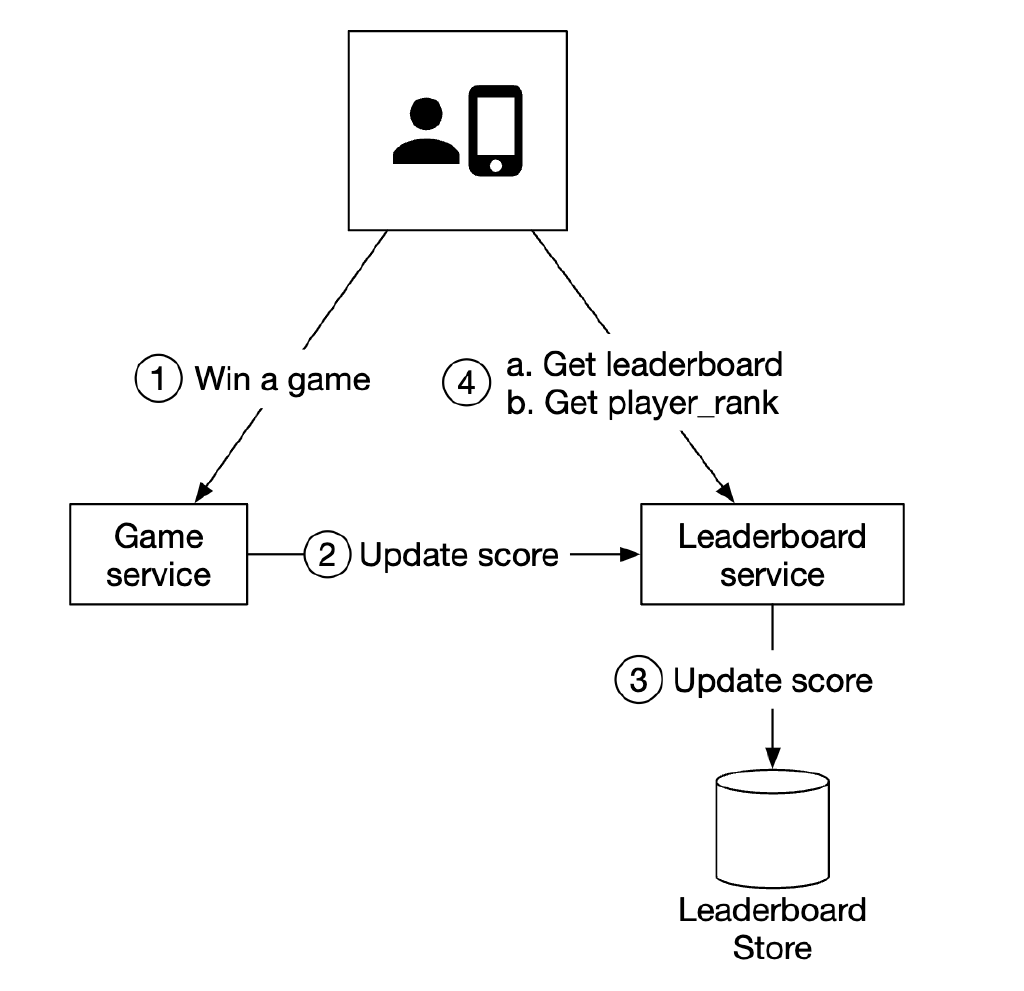 1 Win a game
4 a. Get leaderboard
b. Get player_rank
Game
service
2 Update score
Leaderboard
service
3 Update score
Leaderboard
Store